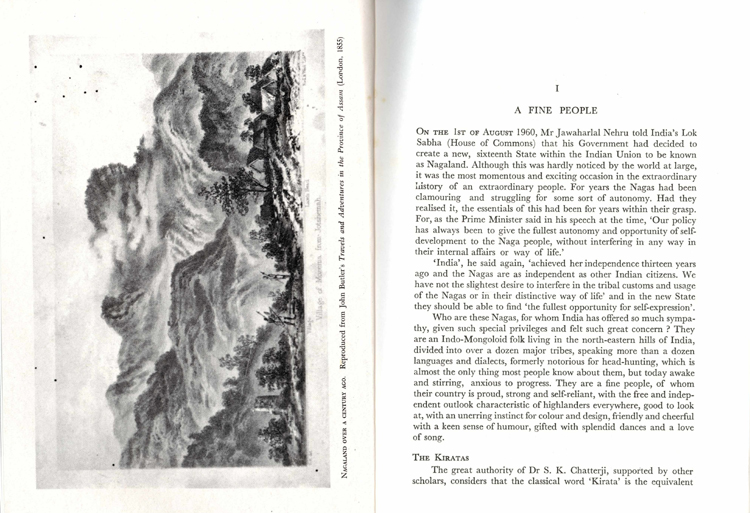 NAGALAND OVER A CENTURY AGO. Reproduced from John Butler's Travels and Adventures in the Province of Assam (London, 1855)
I
A FINE PEOPLE
ON THE 1ST OF AUGUST 1960, Mr Jawaharlal Nehru told India's Lok
Sabha (House of Commons) that his Government had decided to
create a new, sixteenth State within the Indian Union to be known
as Nagaland. Although this was hardly noticed by the world at large,
it was the most momentous and exciting occasion in the extraordinary
history of an extraordinary people. For years the Nagas had been
clamouring and struggling for some sort of autonomy. Had they
realised it, the essentials of this had been for years within their grasp.
For, as the Prime Minister said in his speech at the time, 'Our policy
has always been to give the fullest autonomy and opportunity of self-
development to the Naga people, without interfering in any way in
their internal affairs or way of life.'
'India', he said again, 'achieved her independence thirteen years
ago and the Nagas are as independent as other Indian citizens. We
have not the slightest desire to interfere in the tribal customs and usage
of the Nagas or in their distinctive way of life' and in the new State
they should be able to find 'the fullest opportunity for self-expression'.
Who are these Nagas, for whom India has offered so much sympa-
thy, given such special privileges and felt such great concern ? They
are an Indo-Mongoloid folk living in the north-eastern hills of India,
divided into over a dozen major tribes, speaking more than a dozen
languages and dialects, formerly notorious for head-hunting, which is
almost the only thing most people know about them, but today awake
and stirring, anxious to progress. They are a fine people, of whom
their country is proud, strong and self-reliant, with the free and indep-
endent outlook characteristic of highlanders everywhere, good to look
at, with an unerring instinct for colour and design, friendly and cheerful
with a keen sense of humour, gifted with splendid dances and a love
of song.
THE KIRATAS
The great authority of Dr S. K. Chatterji, supported by other
scholars, considers that the classical word 'Kirata' is the equivalent